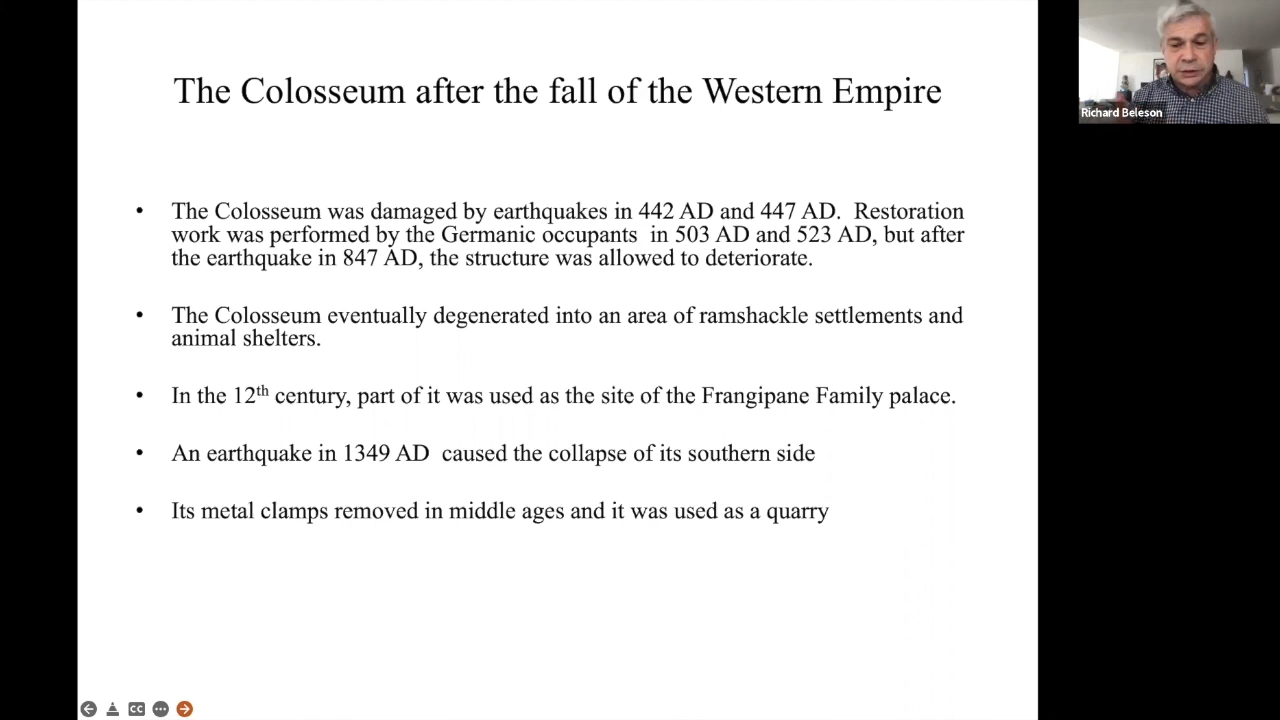 The Colosseum after the fall of the Western Empire
• The Colosseum was damaged by earthquakes in 442 AD and 447 AD.  Restoration
work was performed by the Germanic occupants  in 503 AD and 523 AD, but after
the earthquake in 847 AD, the structure was allowed to deteriorate.
• The Colosseum eventually degenerated into an area of ramshackle settlements and
animal shelters.
• In the 12th century, part of it was used as the site of the Frangipane Family palace.
• An earthquake in 1349 AD  caused the collapse of its southern side
• Its metal clamps removed in middle ages and it was used as a quarry
Richard Beleson
CC